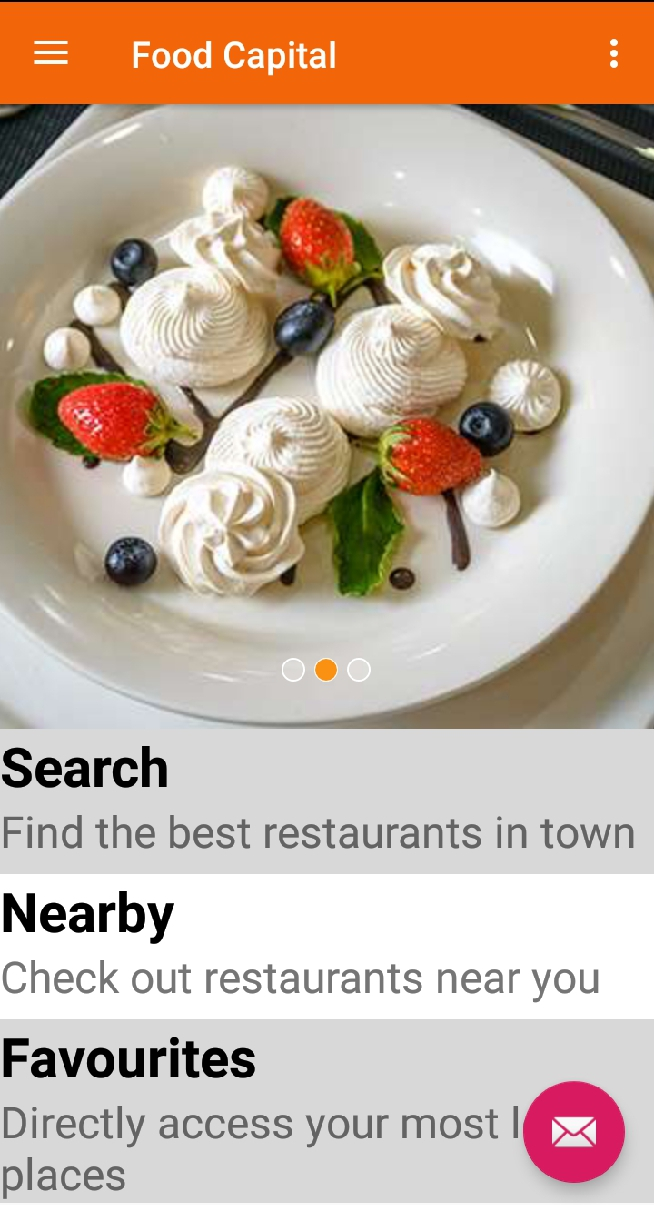 Food Capital
Search
Find the best restaurants in town
Nearby
Check out restaurants near you
Favourites
Directly access your most
places